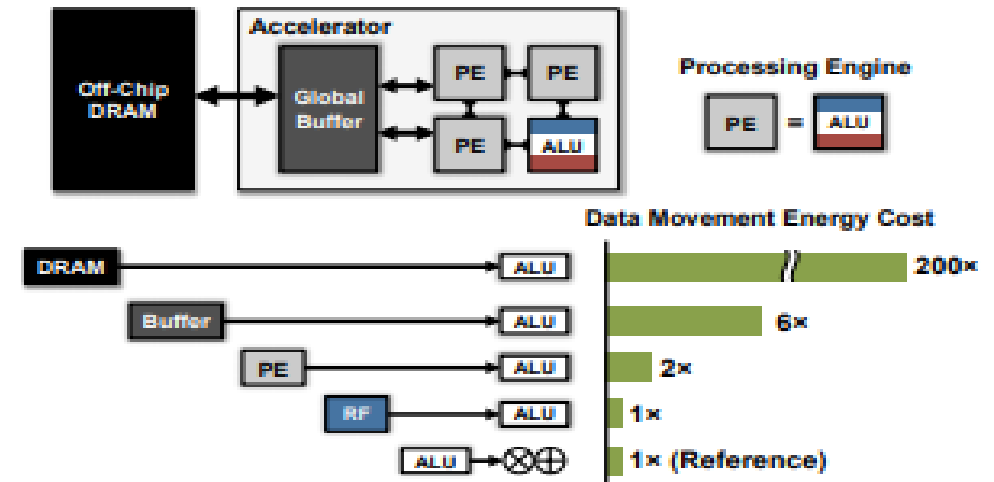 Accelerator
Off-Chip
DRAM
Global
Buffer
PE
PE
PE
ALU
Processing Engine
PE
=
ALU
Data Movement Energy Cost
DRAM
ALU
200×
Buffer
ALU
6×
PE
ALU
2×
RF
ALU
1×
ALU
1× (Reference)